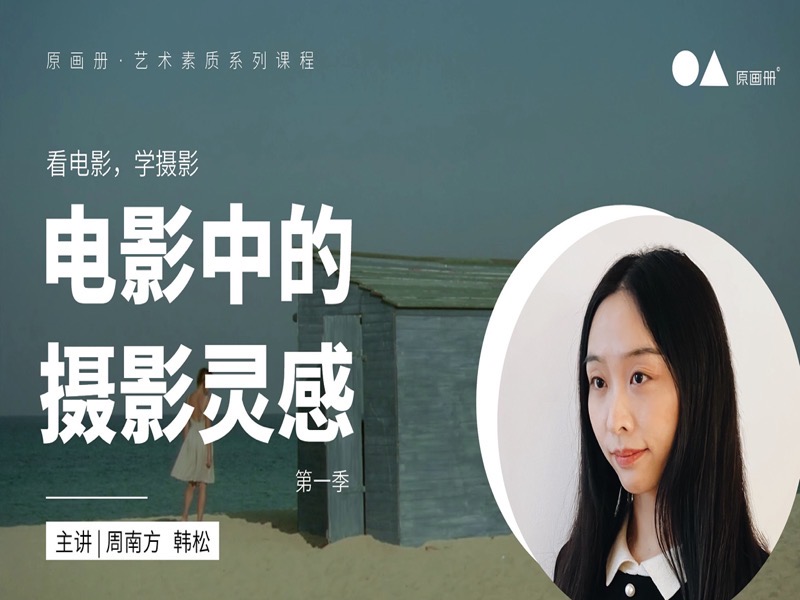 原画册·艺术素质系列课程
原画册©
看电影，学摄影
电影中的
摄影灵感
第一季
主讲|周南方 韩松